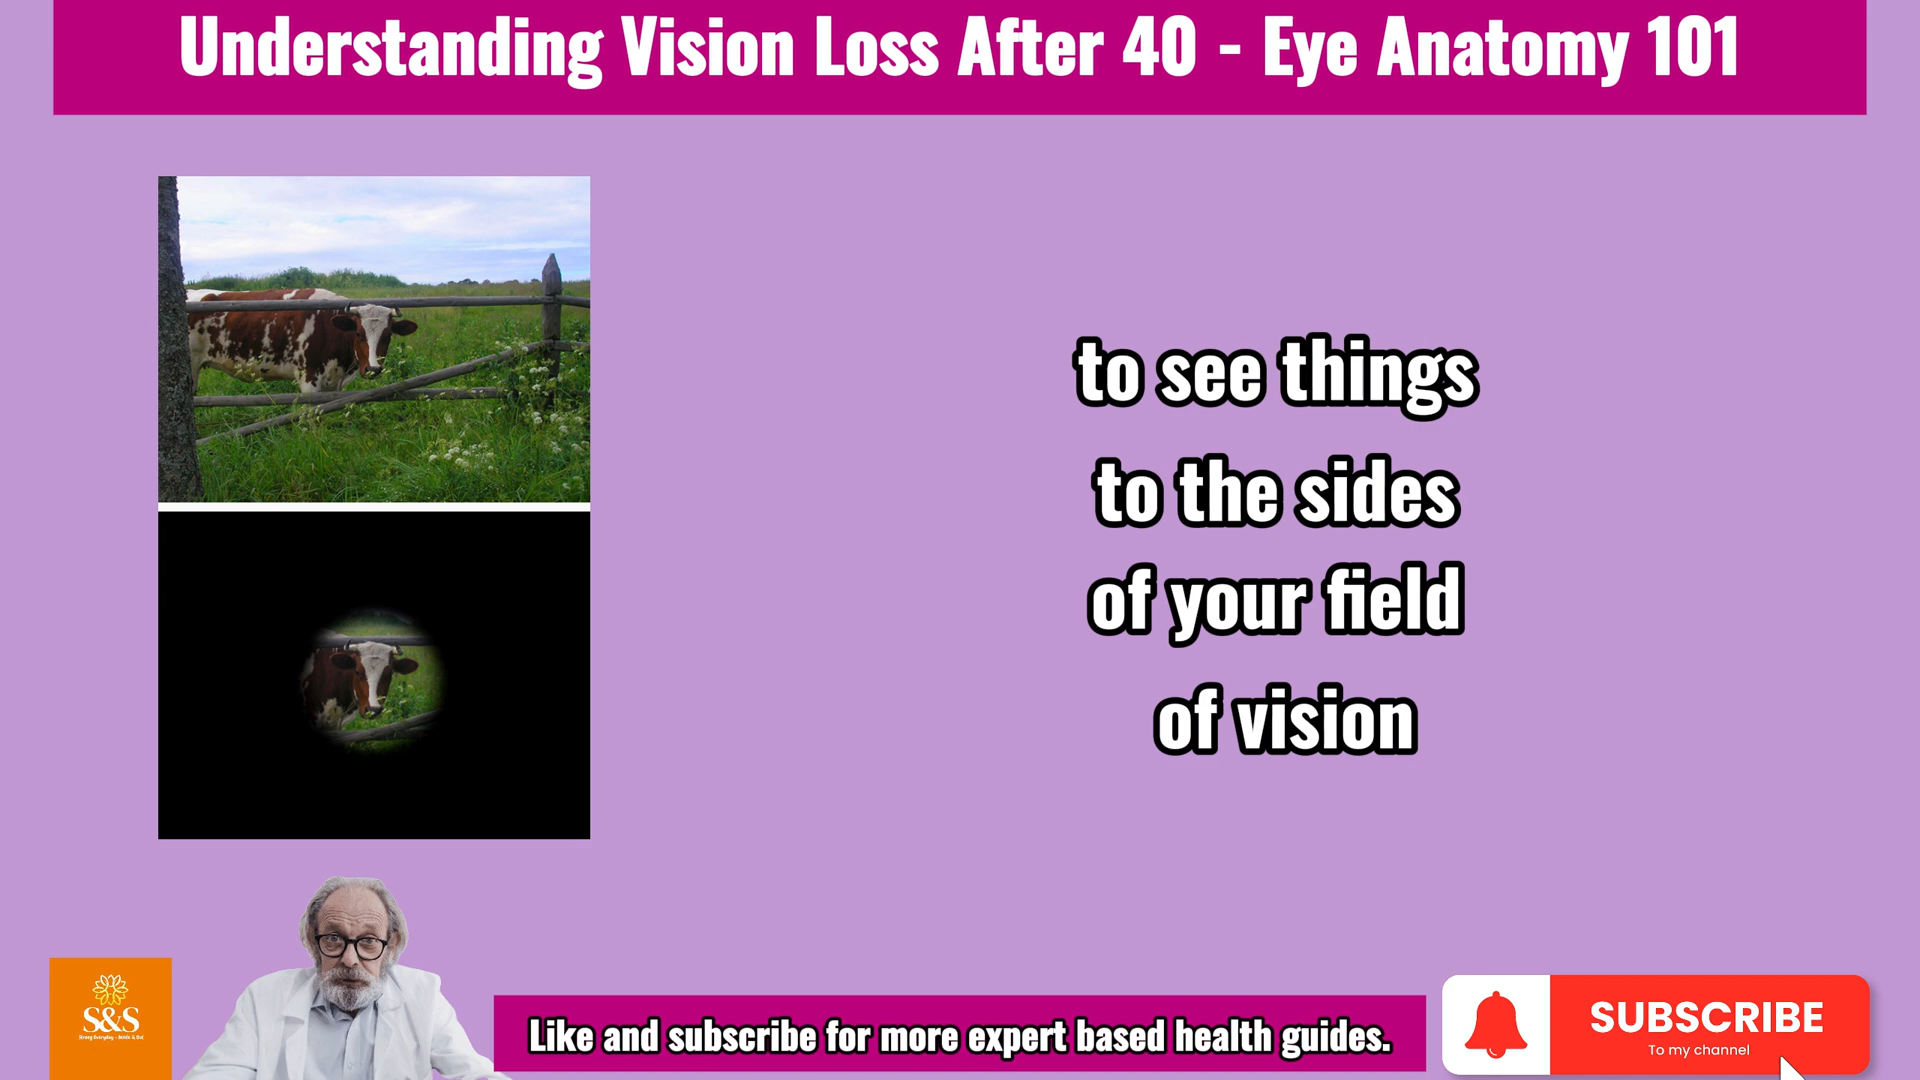 Understanding Vision Loss After 40 - Eye Anatomy 101
to see things
to the sides
of your field
of vision
S&S
Like and subscribe for more expert based health guides.
SUBSCRIBE
To my channel